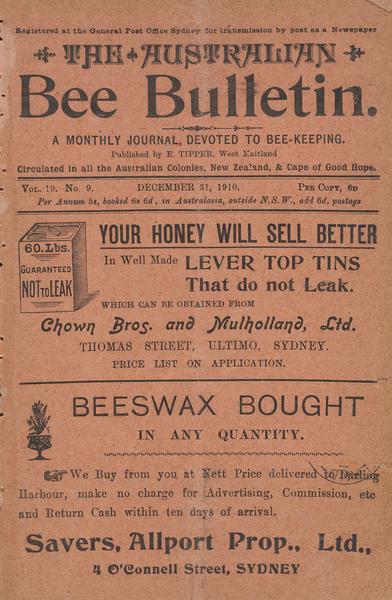 Registered at the General Post Office Sydney for transmission by post as a Newspaper
THE AUSTRALIAN
Bee Bulletin.
A MONTHLY JOURNAL, DEVOTED TO BEE-KEEPING.
Published by E. TIPPER, West Maitland
Circulated in all the Australian Colonies, New Zealand, & Cape of Good Hope.
VOL. 19. No. 9. DECEMBER 31, 1910. PER COPY, 6D
Per Annum 5s, booked 6s 6d, in Australasia, outside N.S.W., add 6d. postage
60.Lbs.
GUARANTEED
NOT TO LEAK
YOUR HONEY WILL SELL BETTER
In Well Made LEVER TOP TINS
That do not Leak.
WHICH CAN BE OBTAINED FROM
Chown Bros. and Mulholland, Ltd.
THOMAS STREET, ULTIMO, SYDNEY.
PRICE LIST ON APPLICATION.
BEESWAX BOUGHT
IN ANY QUANTITY.
We Buy from you at Nett Price delivered to Darling
Harbour, make no charge for Advertising, Commission, etc
and Return Cash within ten days of arrival.
Savers, Allport Prop., Ltd.,
4 O'Connell Street, SYDNEY